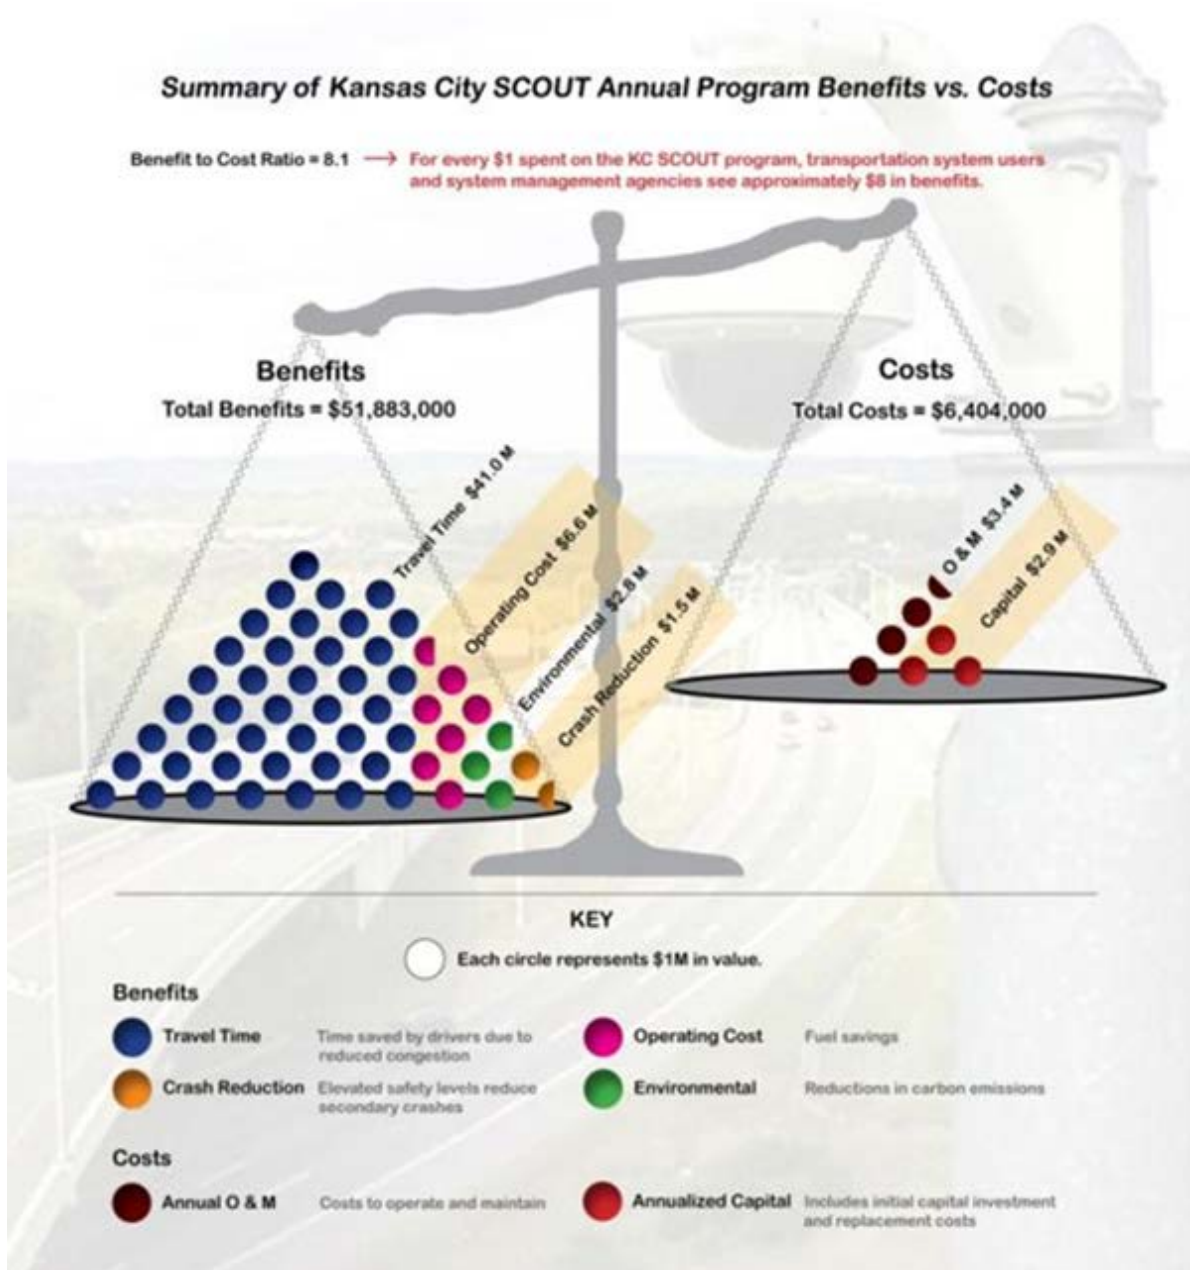 Summary of Kansas City SCOUT Annual Program Benefits vs. Costs
Benefit to Cost Ratio = 8.1 → For every $1 spent on the KC SCOUT program, transportation system users
and system management agencies see approximately $8 in benefits.
Benefits
Total Benefits = $51,883,000
Costs
Total Costs = $6,404,000
Travel Time $41.0 M
Operating Cost $6.6 M
Environmental $2.8 M
Crash Reduction $1.5 M
O & M $3.4 M
Capital $2.9 M
KEY
Each circle represents $1M in value.
Benefits
Travel Time
Time saved by drivers due to
reduced congestion
Operating Cost
Fuel savings
Crash Reduction
Elevated safety levels reduce
secondary crashes
Environmental
Reductions in carbon emissions
Costs
Annual O & M
Costs to operate and maintain
Annualized Capital
Includes initial capital investment
and replacement costs